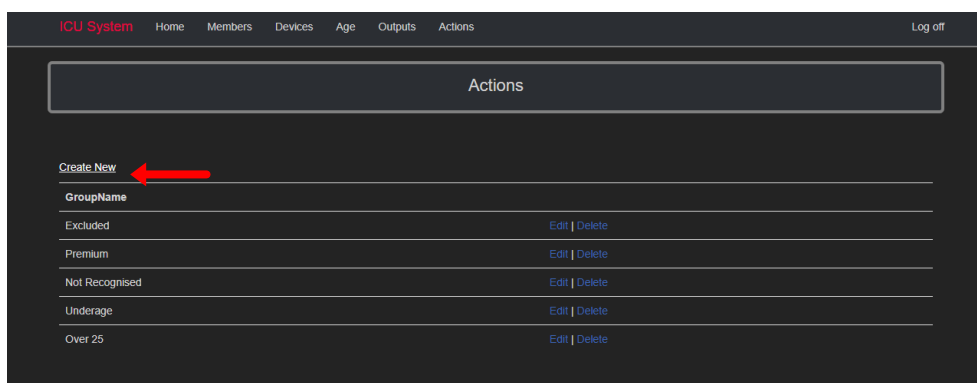 ICU System Home Members Devices Age Outputs Actions Log off
Actions
Create New
GroupName
Excluded Edit | Delete
Premium Edit | Delete
Not Recognised Edit | Delete
Underage Edit | Delete
Over 25 Edit | Delete